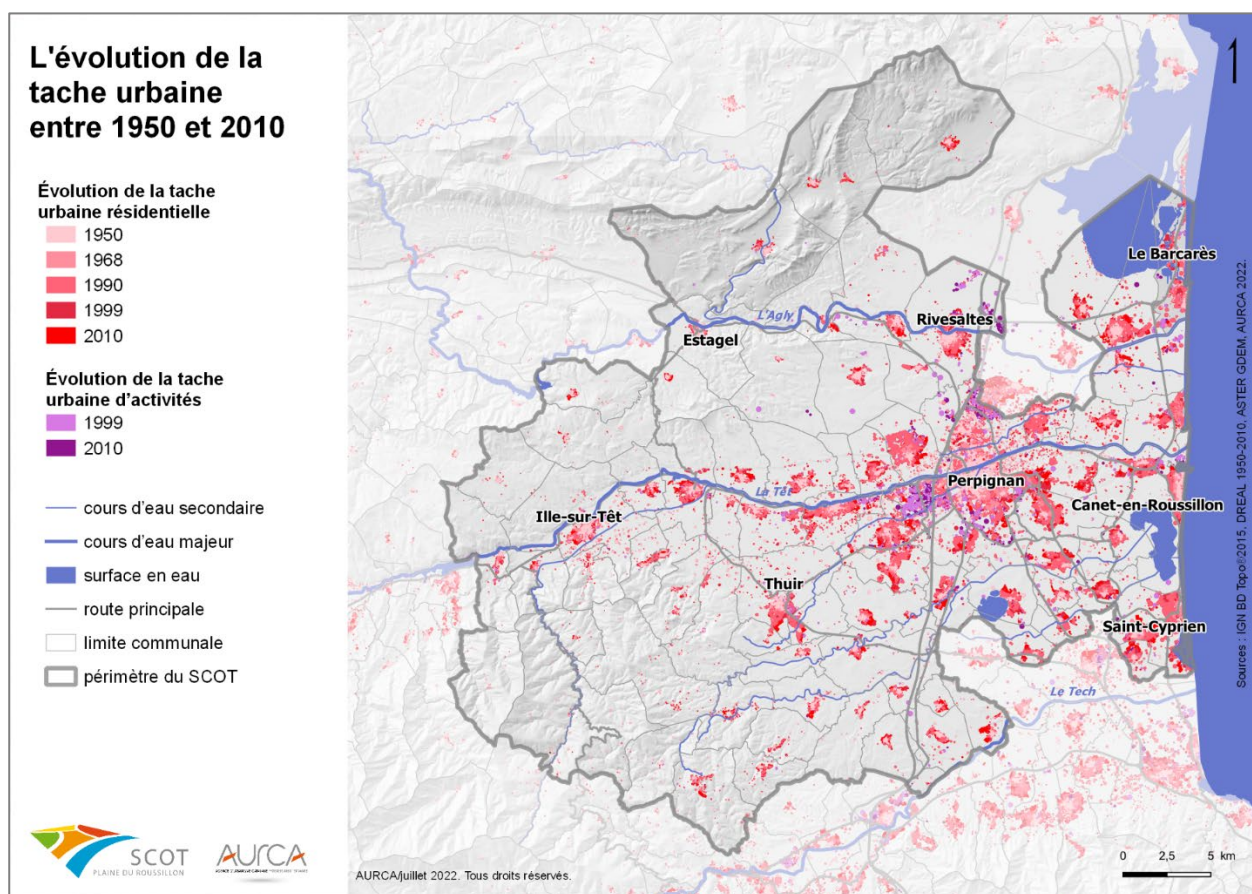 L'évolution de la
tache urbaine
entre 1950 et 2010
Évolution de la tache
urbaine résidentielle
1950
1968
1990
1999
2010
Évolution de la tache
urbaine d'activités
1999
2010
cours d'eau secondaire
cours d'eau majeur
surface en eau
route principale
limite communale
périmètre du SCOT
SCOT
PLAINE DU ROUSSILLON
AURCA
Le Barcarès
L'Agly
Rivesaltes
Estagel
La Têt
Perpignan
Ille-sur-Têt
Canet-en-Roussillon
Thuir
Saint-Cyprien
Le Tech
0 2,5 5 km
AURCA/juillet 2022. Tous droits réservés.
Sources : IGN BD Topo®2015, DREAL 1950-2010, ASTER GDEM, AURCA 2022.